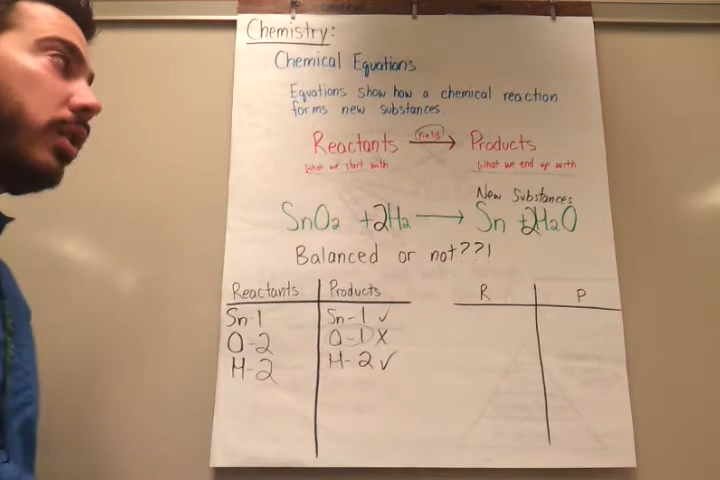 Chemistry:
Chemical Equations
Equations show how a chemical reaction
forms new substances.
Reactants yield Products
What we start with What we end up with
New Substances
SnO2 +2H2 → Sn +2H2O
Balanced or not??!
Reactants Products R P
Sn-1 Sn-1 ✓
O-2 O-1 X
H-2 H-2 ✓